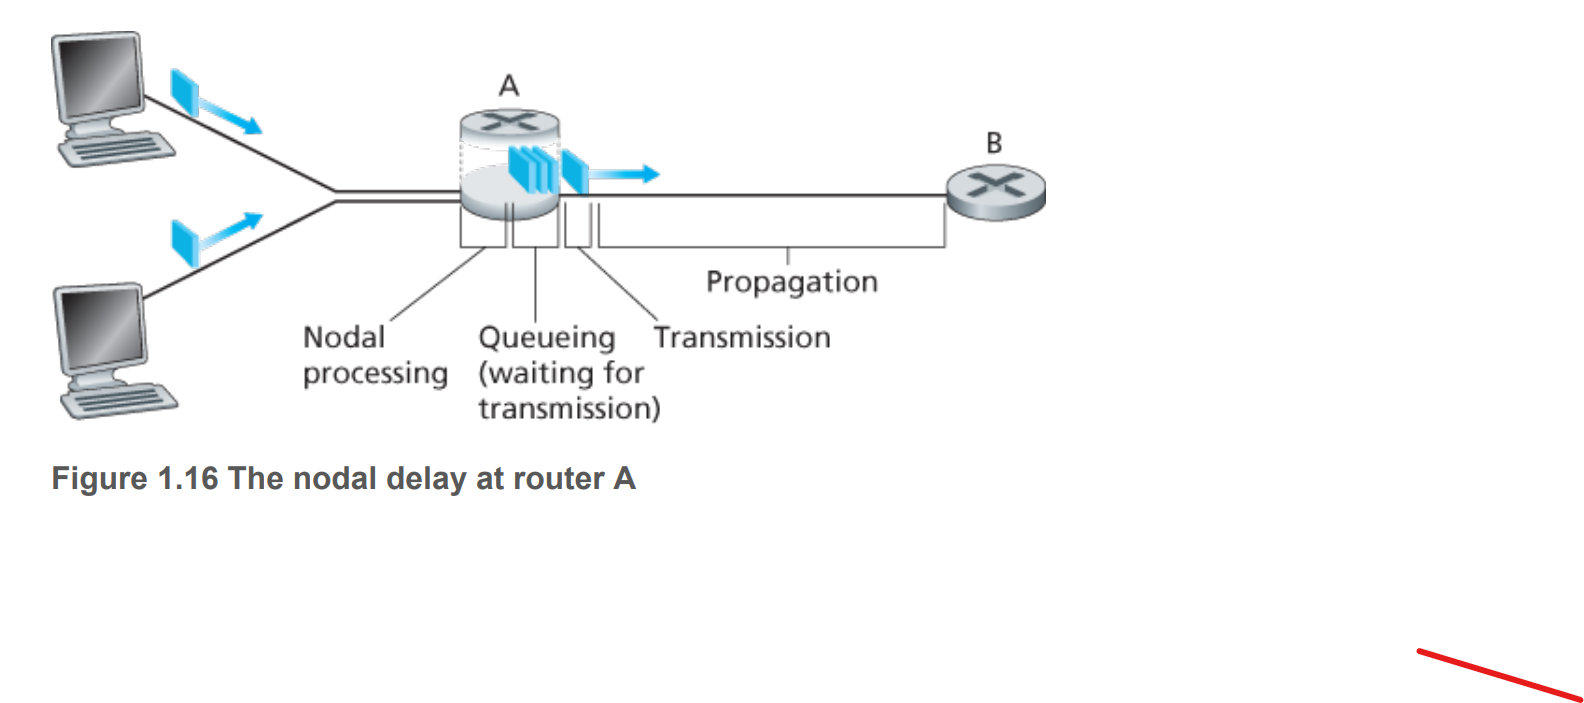 A
B
Propagation
Nodal
processing
Queueing
(waiting for
transmission)
Transmission
Figure 1.16 The nodal delay at router A